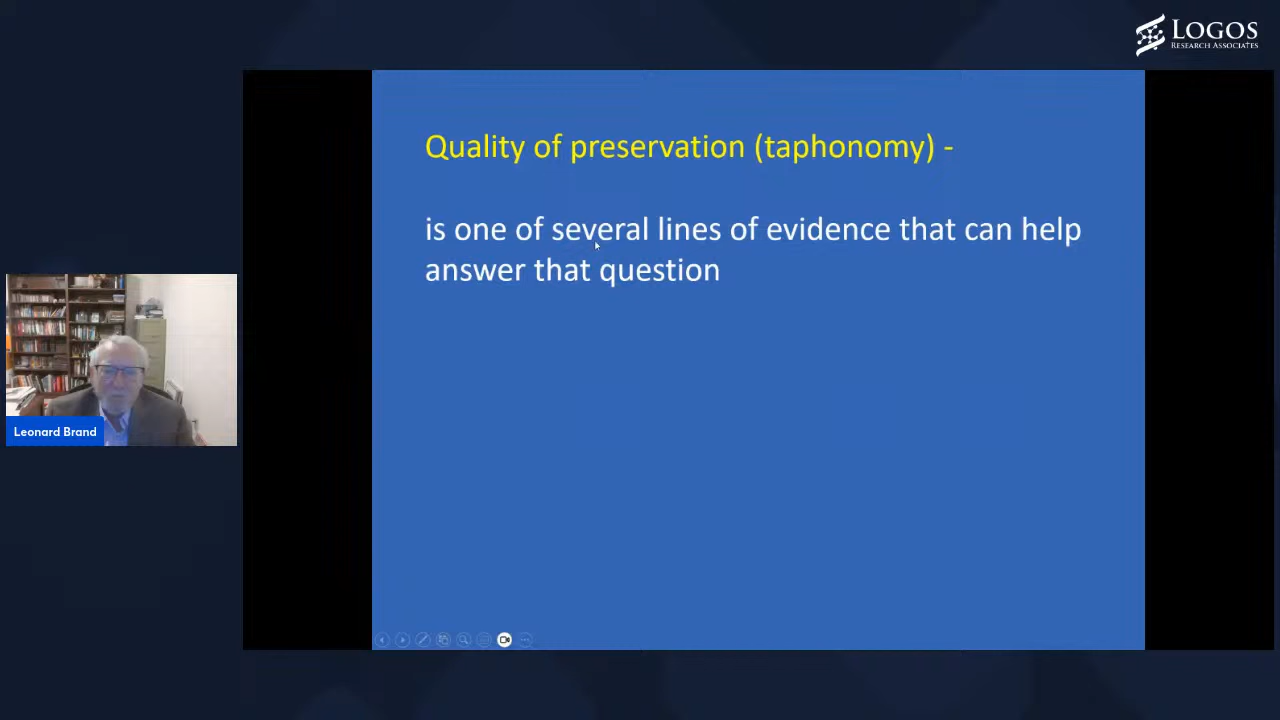 LOGOS
RESEARCH ASSOCIATES
Quality of preservation (taphonomy) -
is one of several lines of evidence that can help
answer that question
Leonard Brand